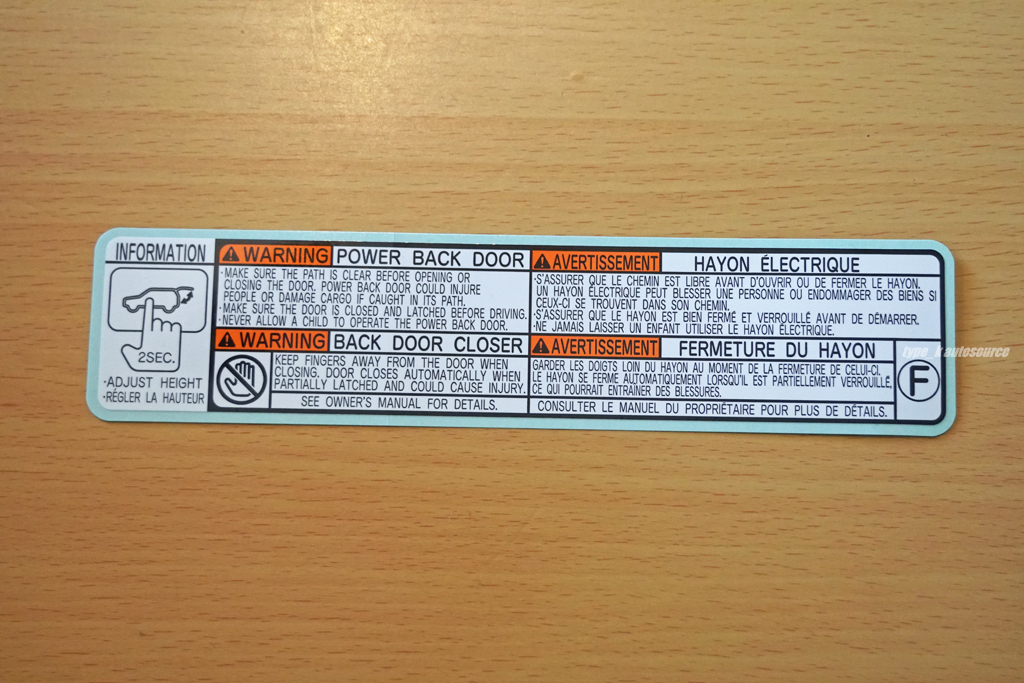 INFORMATION
2SEC.
·ADJUST HEIGHT
·RÉGLER LA HAUTEUR
WARNING POWER BACK DOOR
·MAKE SURE THE PATH IS CLEAR BEFORE OPENING OR
CLOSING THE DOOR. POWER BACK DOOR COULD INJURE
PEOPLE OR DAMAGE CARGO IF CAUGHT IN ITS PATH.
·MAKE SURE THE DOOR IS CLOSED AND LATCHED BEFORE DRIVING.
·NEVER ALLOW A CHILD TO OPERATE THE POWER BACK DOOR.
WARNING BACK DOOR CLOSER
KEEP FINGERS AWAY FROM THE DOOR WHEN
CLOSING. DOOR CLOSES AUTOMATICALLY WHEN
PARTIALLY LATCHED AND COULD CAUSE INJURY.
SEE OWNER'S MANUAL FOR DETAILS.
AVERTISSEMENT HAYON ÉLECTRIQUE
·S'ASSURER QUE LE CHEMIN EST LIBRE AVANT D'OUVRIR OU DE FERMER LE HAYON.
UN HAYON ÉLECTRIQUE PEUT BLESSER UNE PERSONNE OU ENDOMMAGER DES BIENS SI
CEUX-CI SE TROUVENT DANS SON CHEMIN.
·S'ASSURER QUE LE HAYON EST BIEN FERMÉ ET VERROUILLÉ AVANT DE DÉMARRER.
·NE JAMAIS LAISSER UN ENFANT UTILISER LE HAYON ÉLECTRIQUE.
AVERTISSEMENT FERMETURE DU HAYON
GARDER LES DOIGTS LOIN DU HAYON AU MOMENT DE LA FERMETURE DE CELUI-CI.
LE HAYON SE FERME AUTOMATIQUEMENT LORSQU'IL EST PARTIELLEMENT VERROUILLÉ,
CE QUI POURRAIT ENTRAÎNER DES BLESSURES.
CONSULTER LE MANUEL DU PROPRIÉTAIRE POUR PLUS DE DÉTAILS.
F
autosource